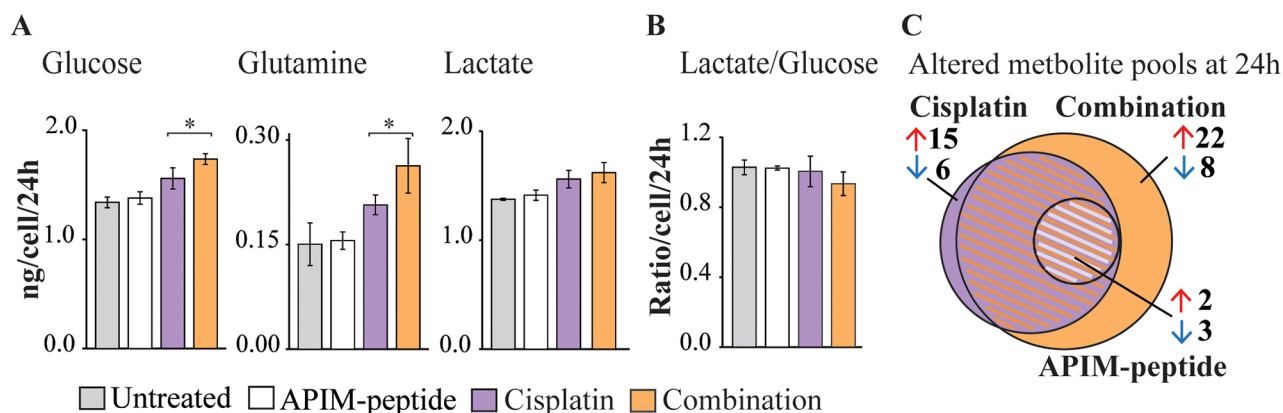 A
B
C
Glucose
Glutamine
Lactate
Lactate/Glucose
Altered metbolite pools at 24h
ng/cell/24h
2.0
1.0
0.0
*
0.30
0.15
0.00
*
2.0
1.0
0.0
Ratio/cell/24h
1.2
0.8
0.4
0.0
Cisplatin
Combination
↑15
↓6
↑22
↓8
↑2
↓3
APIM-peptide
Untreated
APIM-peptide
Cisplatin
Combination